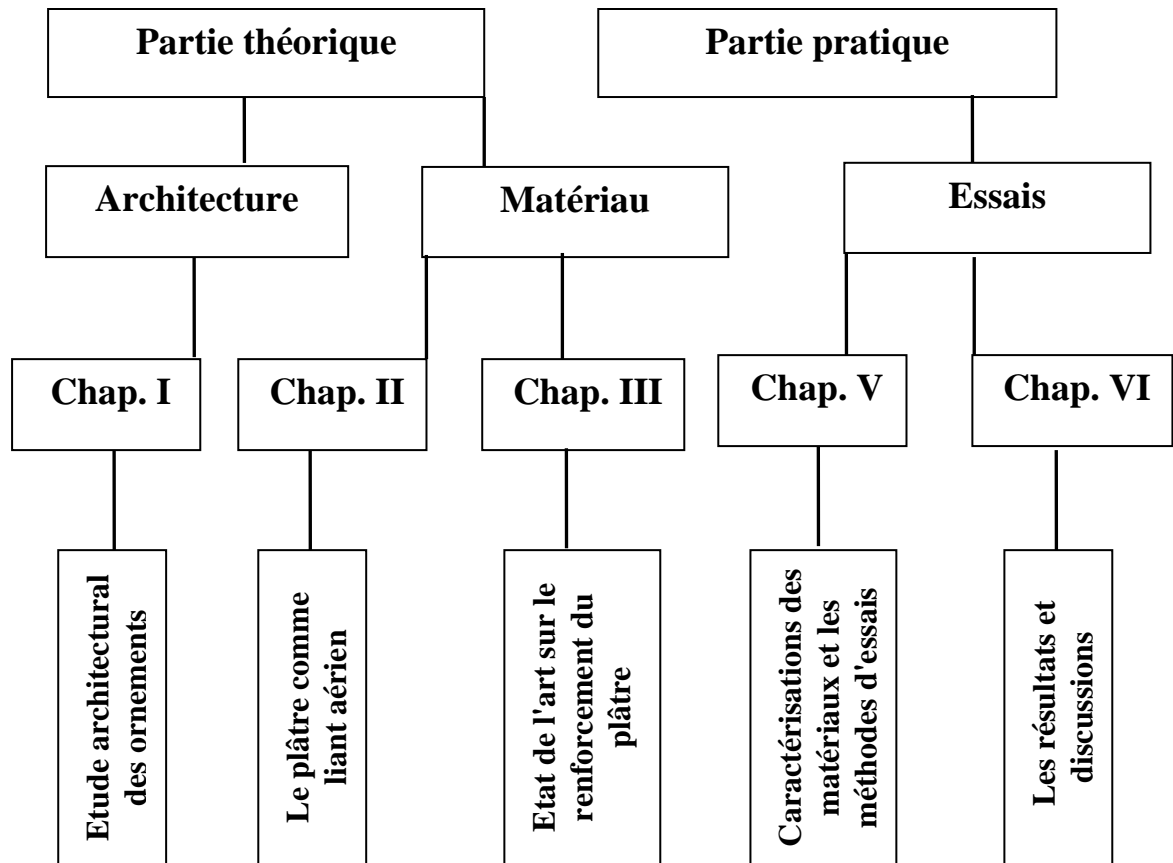 Partie théorique
Partie pratique
Architecture
Matériau
Essais
Chap. I
Chap. II
Chap. III
Chap. V
Chap. VI
Etude architectural
des ornements
Le plâtre comme
liant aérien
Etat de l'art sur le
renforcement du
plâtre
Caractérisations des
matériaux et les
méthodes d'essais
Les résultats et
discussions